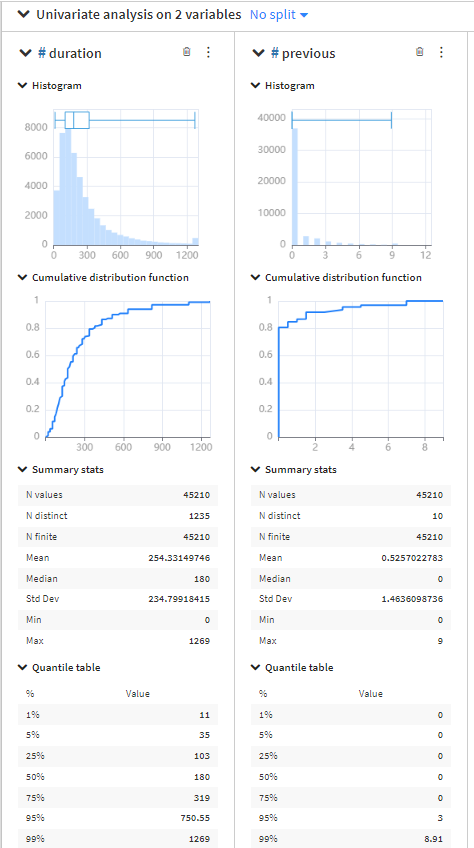 Univariate analysis on 2 variables No split
# duration
# previous
Histogram
Histogram
8000
6000
4000
2000
0
0 300 600 900 1200
40000
30000
20000
10000
0
0 3 6 9 12
Cumulative distribution function
Cumulative distribution function
1
0.8
0.6
0.4
0.2
0
300 600 900 1200
1
0.8
0.6
0.4
0.2
0
2 4 6 8
Summary stats
N values 45210
N distinct 1235
N finite 45210
Mean 254.33149746
Median 180
Std Dev 234.79918415
Min 0
Max 1269
Summary stats
N values 45210
N distinct 10
N finite 45210
Mean 0.5257022783
Median 0
Std Dev 1.4636098736
Min 0
Max 9
Quantile table
% Value
1% 11
5% 35
25% 103
50% 180
75% 319
95% 750.55
99% 1269
Quantile table
% Value
1% 0
5% 0
25% 0
50% 0
75% 0
95% 3
99% 8.91